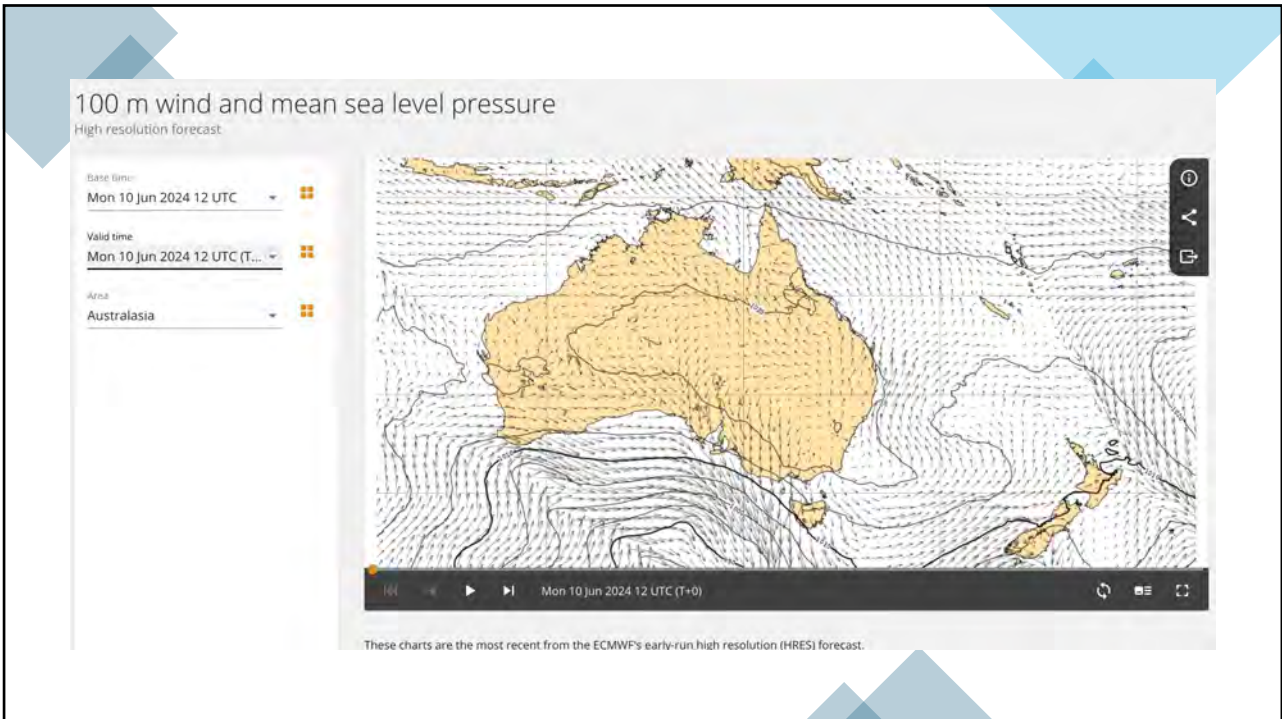 100 m wind and mean sea level pressure
High resolution forecast
Base time
Mon 10 Jun 2024 12 UTC
Valid time
Mon 10 Jun 2024 12 UTC (T...
Area
Australasia
Mon 10 Jun 2024 12 UTC (T+0)
These charts are the most recent from the ECMWF's early-run high resolution (HRES) forecast.